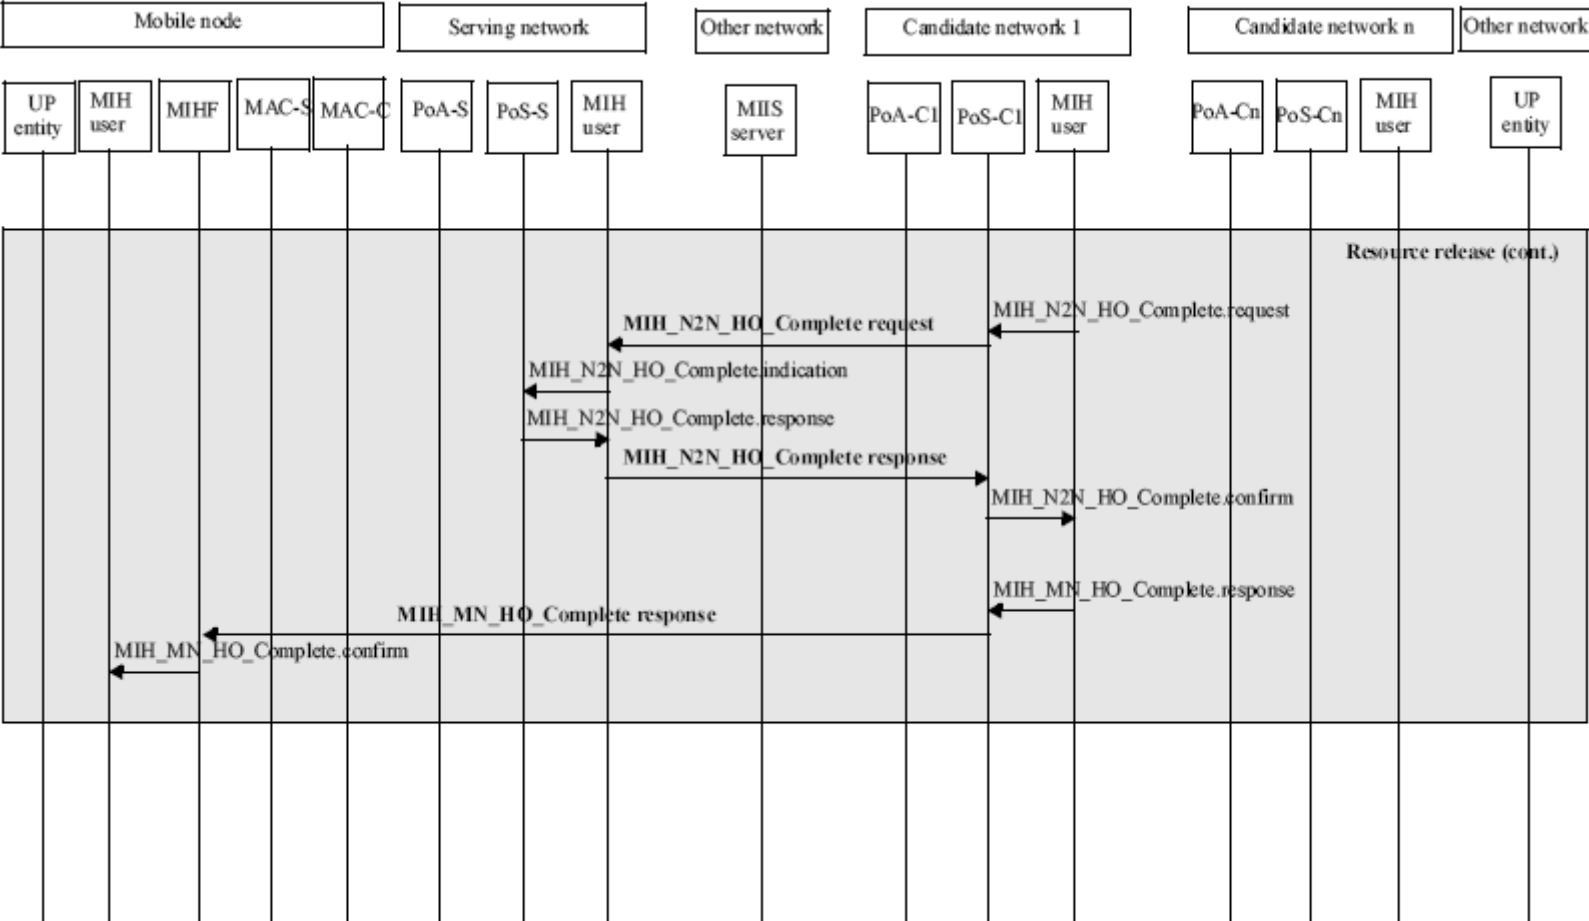 Mobile node
Serving network
Other network
Candidate network 1
Candidate network n
Other network
UP
entity
MIH
user
MIHF
MAC-S
MAC-C
PoA-S
PoS-S
MIH
user
MIIS
server
PoA-C1
PoS-C1
MIH
user
PoA-Cn
PoS-Cn
MIH
user
UP
entity
Resource release (cont.)
MIH_N2N_HO_Complete.request
MIH_N2N_HO_Complete request
MIH_N2N_HO_Complete.indication
MIH_N2N_HO_Complete.response
MIH_N2N_HO_Complete response
MIH_N2N_HO_Complete.confirm
MIH_MN_HO_Complete.response
MIH_MN_HO_Complete response
MIH_MN_HO_Complete.confirm